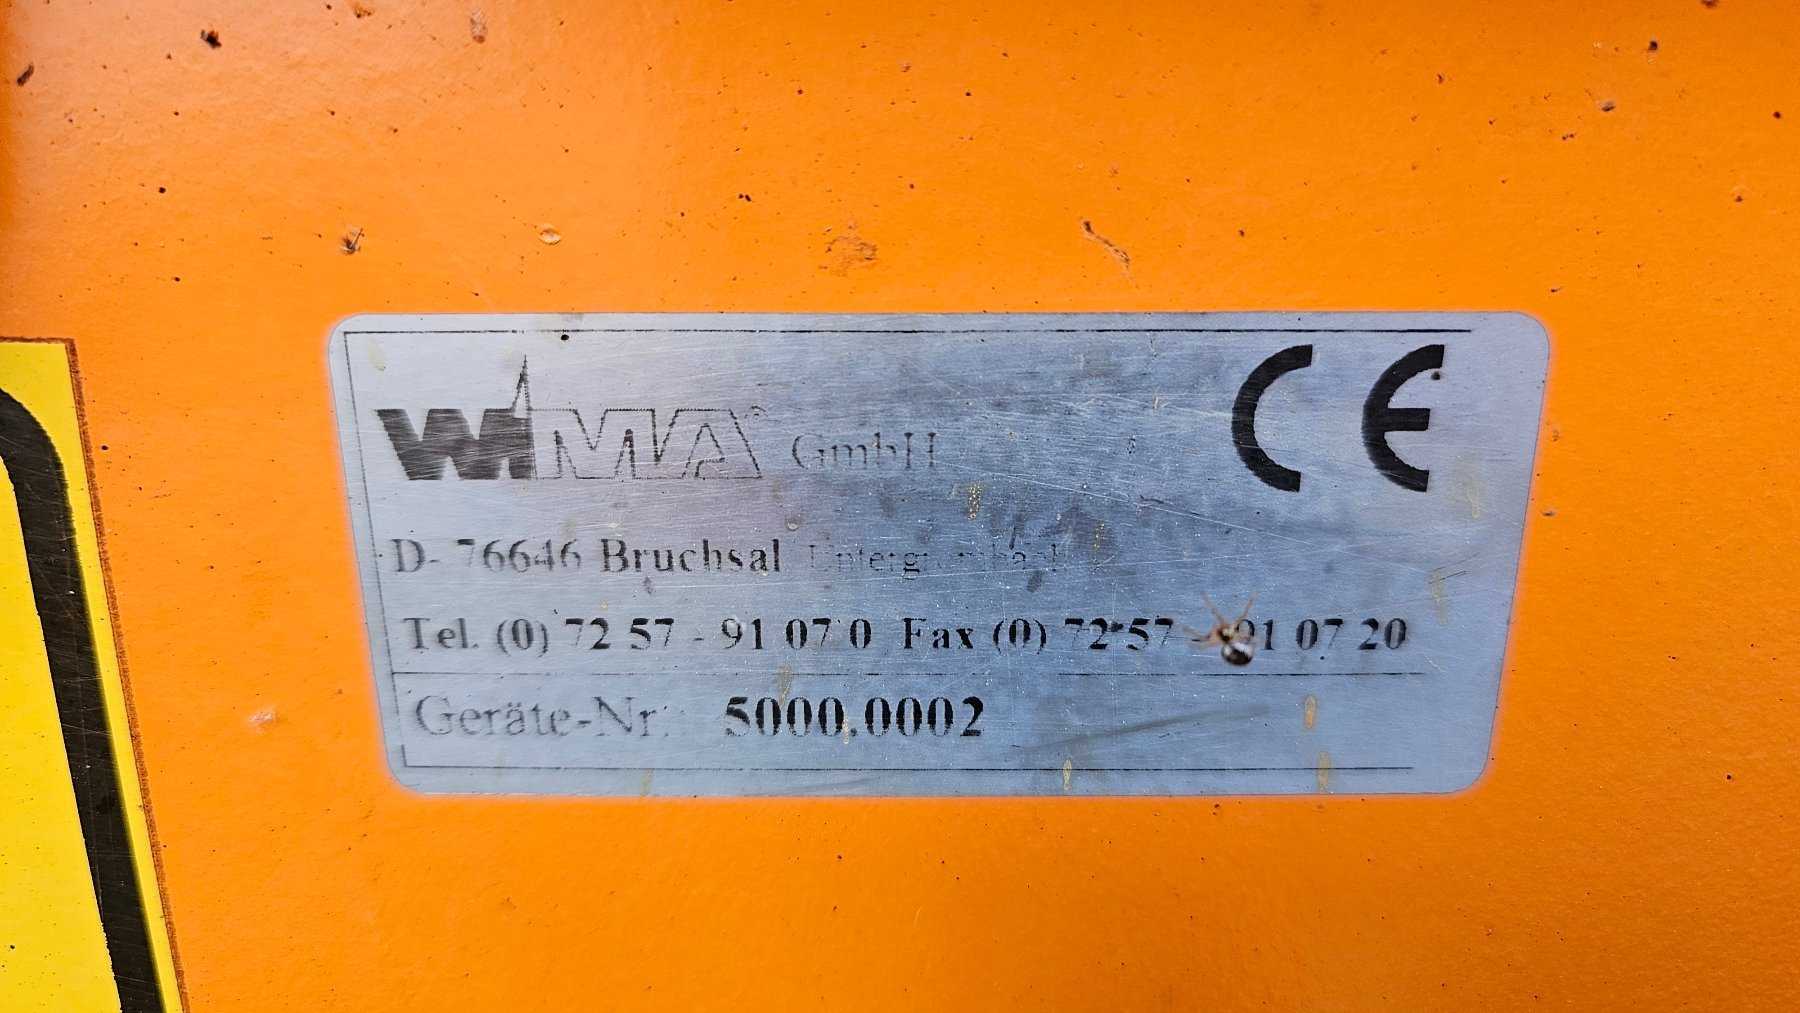 WIMA® GmbH CE
D- 76646 Bruchsal Untergrombach
Tel. (0) 72 57 - 91 07 0 Fax (0) 72 57 - 91 07 20
Geräte-Nr: 5000.0002